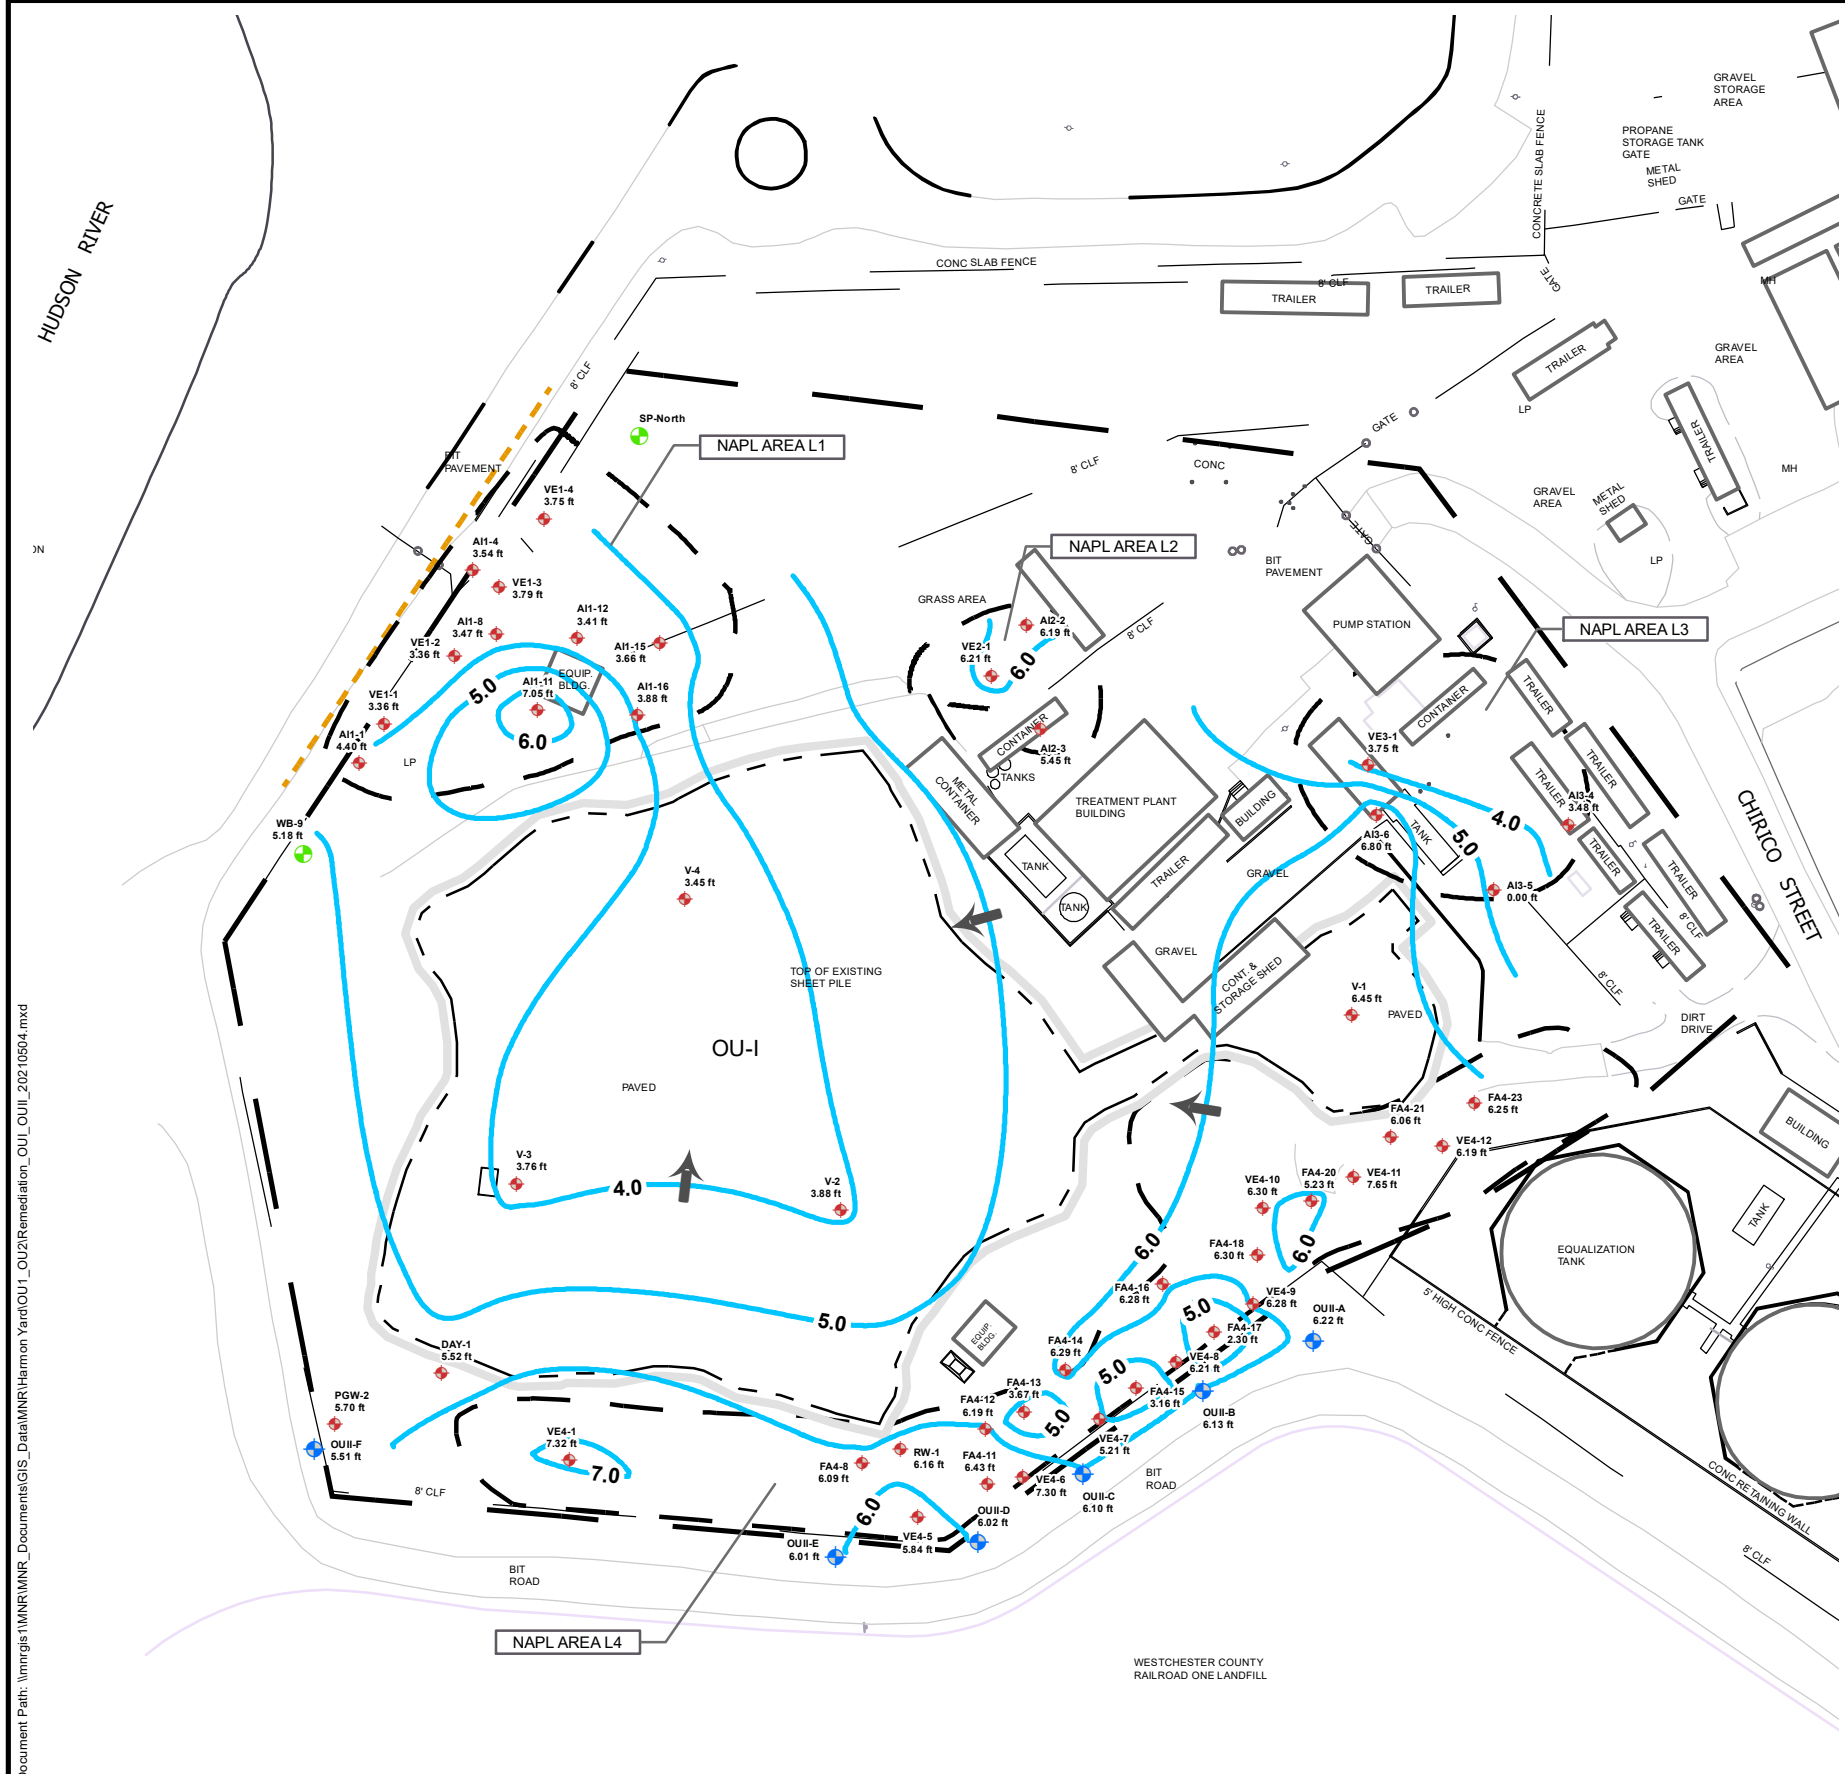 GRAVEL
STORAGE
AREA
PROPANE
STORAGE TANK
GATE
METAL
SHED
GATE
CONCRETE SLAB FENCE
HUDSON RIVER
CONC SLAB FENCE
8' CLF
TRAILER
TRAILER
GATE
MH
TRAILER
GRAVEL
AREA
8' CLF
LP
SP-North
GATE
TRAILER
NAPL AREA L1
BIT
PAVEMENT
8' CLF
CONC
MH
VE1-4
3.75 ft
GRAVEL
AREA
METAL
SHED
GATE
AI1-4
3.54 ft
NAPL AREA L2
BIT
PAVEMENT
LP
VE1-3
3.79 ft
GRASS AREA
AI1-12
3.41 ft
AI1-8
3.47 ft
AI2-2
6.19 ft
8' CLF
PUMP STATION
NAPL AREA L3
VE1-2
3.36 ft
AI1-15
3.66 ft
VE2-1
6.21 ft
6.0
EQUIP.
BLDG.
5.0
AI1-11
7.05 ft
AI1-16
3.88 ft
TRAILER
CONTAINER
VE1-1
3.36 ft
6.0
CONTAINER
AI1-1
4.40 ft
LP
AI2-3
5.45 ft
VE3-1
3.75 ft
TRAILER
TANKS
METAL
CONTAINER
TREATMENT PLANT
BUILDING
BUILDING
TRAILER
AI3-4
3.48 ft
WB-9
5.18 ft
4.0
CHIRICO STREET
AI3-6
6.80 ft
TANK
5.0
TRAILER
TRAILER
V-4
3.45 ft
TANK
TRAILER
GRAVEL
AI3-5
0.00 ft
TANK
8' CLF
TRAILER
GRAVEL
TOP OF EXISTING
SHEET PILE
CONT. &
STORAGE SHED
8' CLF
V-1
6.45 ft
PAVED
DIRT
DRIVE
OU-I
PAVED
FA4-23
6.25 ft
FA4-21
6.06 ft
BUILDING
VE4-12
6.19 ft
V-3
3.76 ft
4.0
V-2
3.88 ft
VE4-10
6.30 ft
FA4-20
5.23 ft
VE4-11
7.65 ft
TANK
6.0
FA4-18
6.30 ft
6.0
EQUALIZATION
TANK
FA4-16
6.28 ft
VE4-9
6.28 ft
5.0
5.0
OUII-A
6.22 ft
5' HIGH CONC FENCE
EQUIP.
BLDG.
FA4-17
2.30 ft
FA4-14
6.29 ft
VE4-8
6.21 ft
DAY-1
5.52 ft
5.0
FA4-13
3.67 ft
FA4-15
3.16 ft
PGW-2
5.70 ft
FA4-12
6.19 ft
5.0
OUII-B
6.13 ft
OUII-F
5.51 ft
VE4-1
7.32 ft
7.0
VE4-7
5.21 ft
RW-1
6.16 ft
FA4-8
6.09 ft
FA4-11
6.43 ft
VE4-6
7.30 ft
BIT
ROAD
OUII-C
6.10 ft
CONC RETAINING WALL
8' CLF
6.0
OUII-D
6.02 ft
VE4-5
5.84 ft
OUII-E
6.01 ft
8' CLF
BIT
ROAD
NAPL AREA L4
WESTCHESTER COUNTY
RAILROAD ONE LANDFILL
Document Path: \\mnrgis1\MNR\MNR_Documents\GIS_Data\MNR\Harmon Yard\OU1_OU2\Remediation_OUI_OUII_20210504.mxd